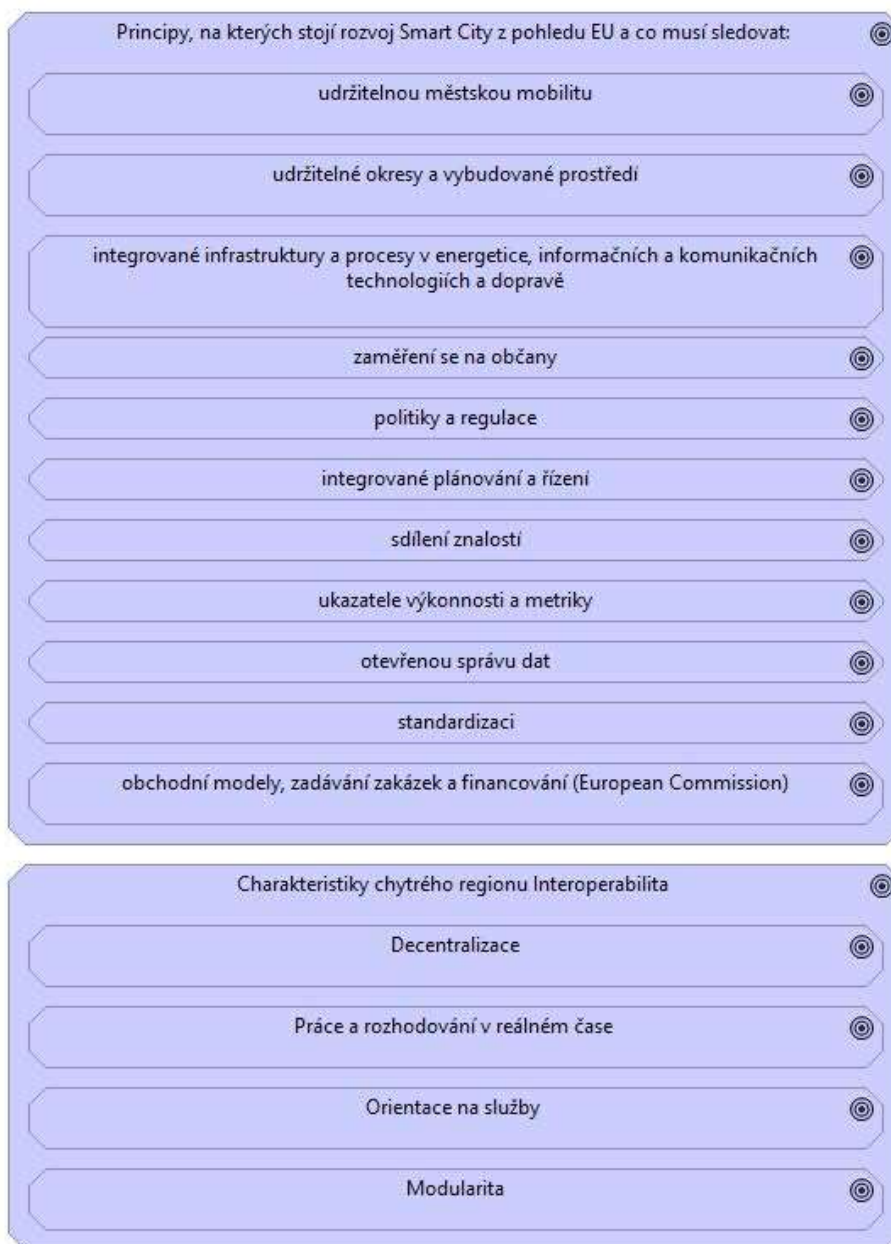 Principy, na kterých stojí rozvoj Smart City z pohledu EU a co musí sledovat:
udržitelnou městskou mobilitu
udržitelné okresy a vybudované prostředí
integrované infrastruktury a procesy v energetice, informačních a komunikačních
technologiích a dopravě
zaměření se na občany
politiky a regulace
integrované plánování a řízení
sdílení znalostí
ukazatele výkonnosti a metriky
otevřenou správu dat
standardizaci
obchodní modely, zadávání zakázek a financování (European Commission)
Charakteristiky chytrého regionu Interoperabilita
Decentralizace
Práce a rozhodování v reálném čase
Orientace na služby
Modularita